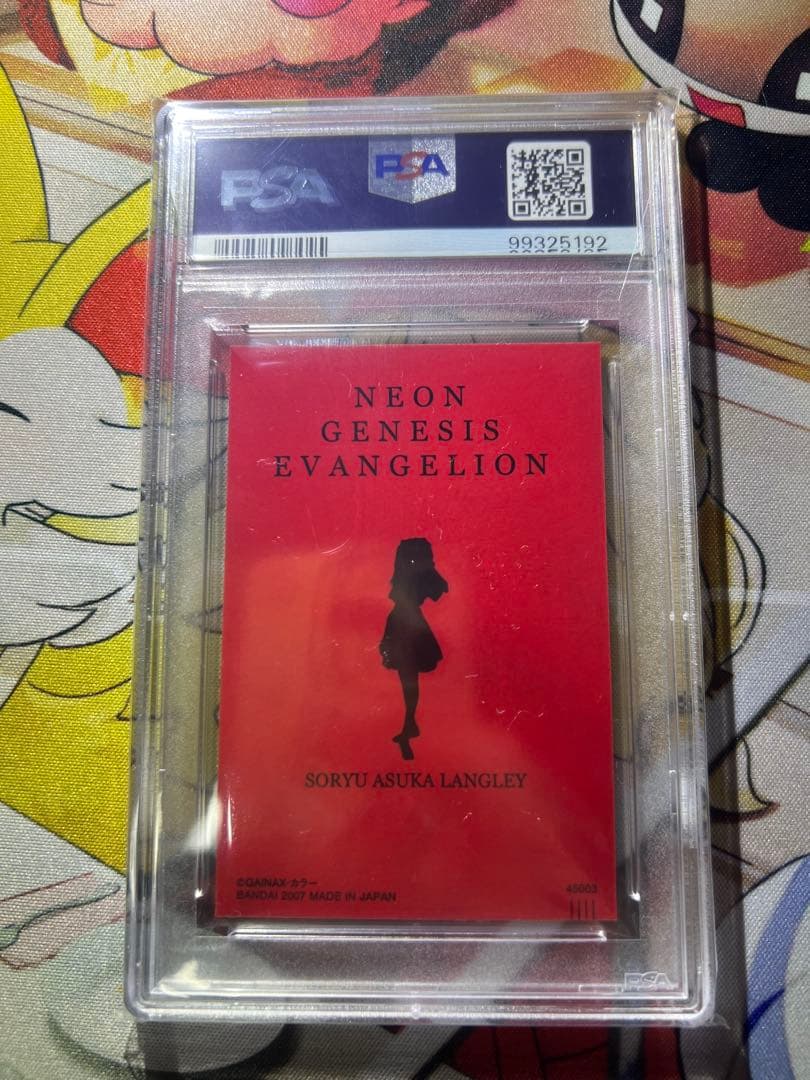 PSA
PSA
99325192
NEON
GENESIS
EVANGELION
SORYU ASUKA LANGLEY
©GAINAX·カラー
BANDAI 2007 MADE IN JAPAN
45003
PSA